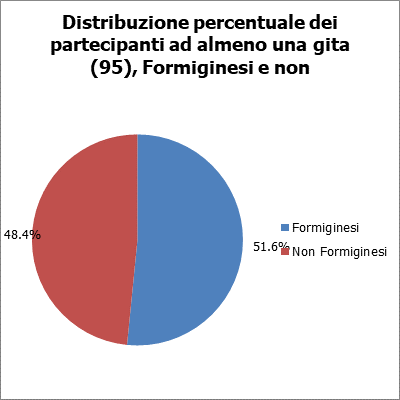 Distribuzione percentuale dei
partecipanti ad almeno una gita
(95), Formiginesi e non
48.4%
51.6%
Formiginesi
Non Formiginesi